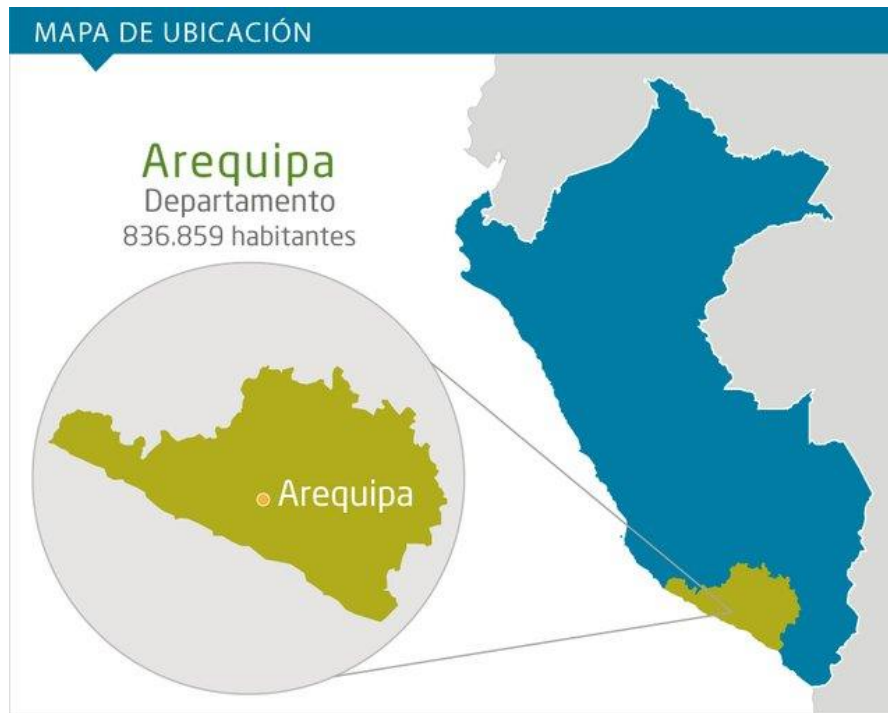 MAPA DE UBICACIÓN
Arequipa
Departamento
836.859 habitantes
Arequipa